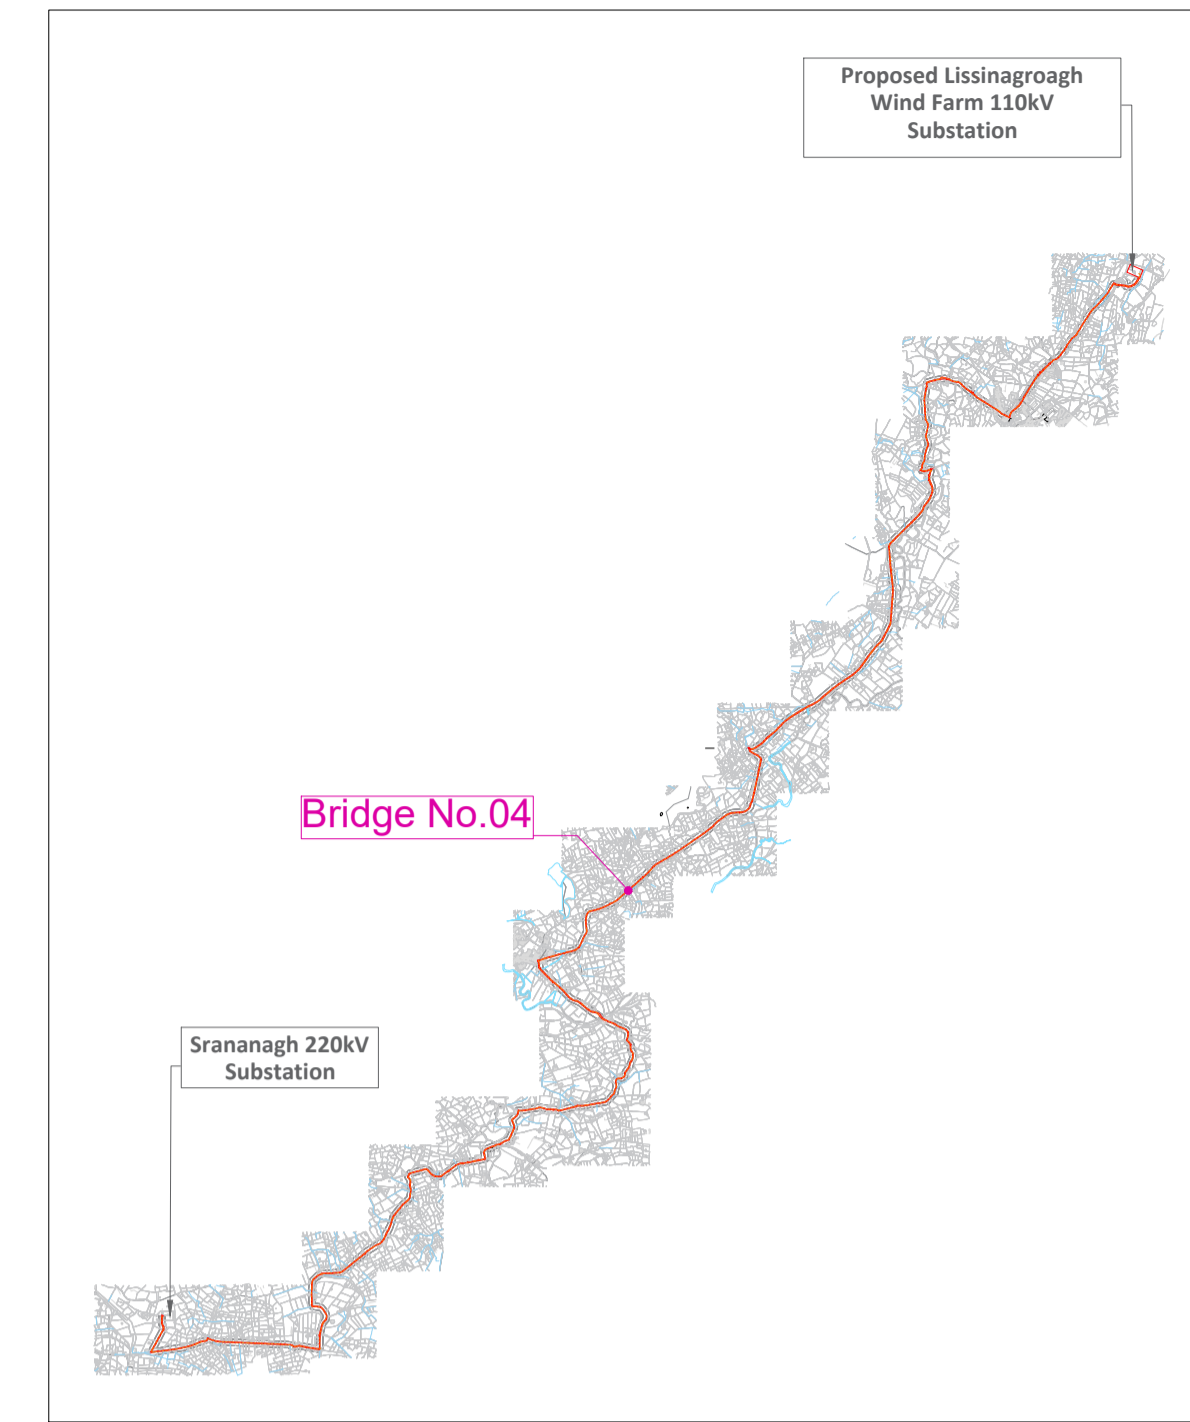 Proposed Lissinagroagh
Wind Farm 110kV
Substation
Bridge No.04
Srananagh 220kV
Substation